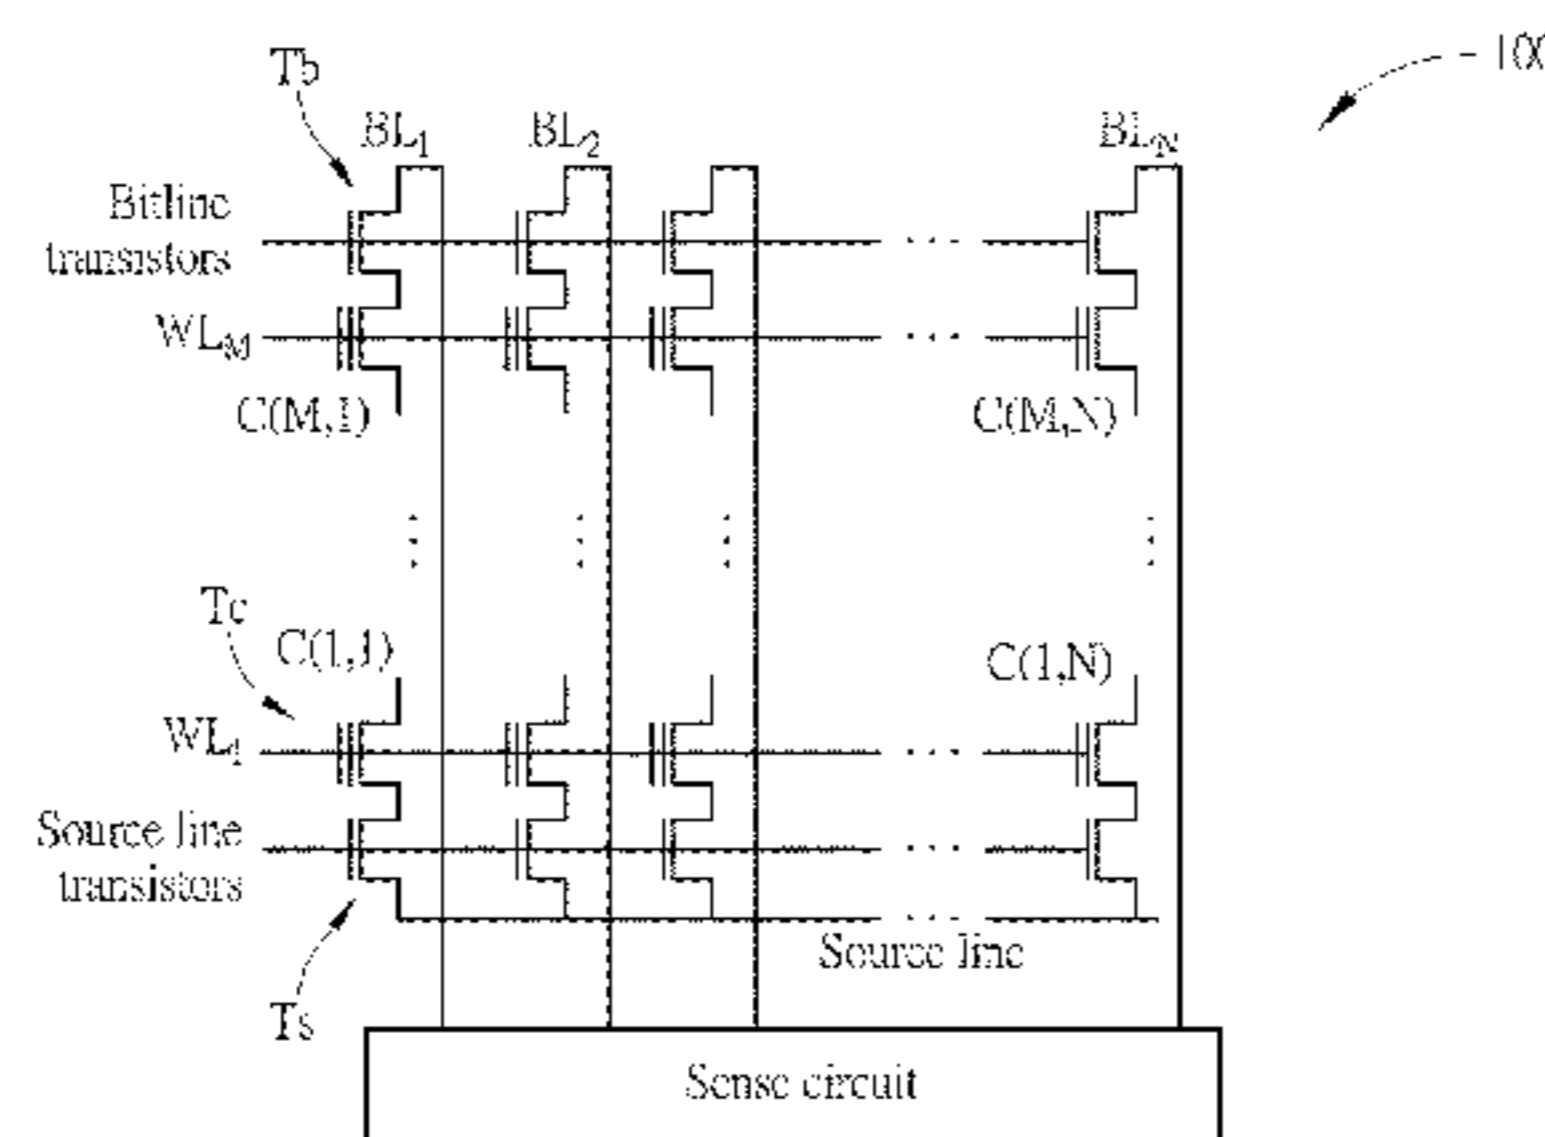 Tb
100
BL1
BL2
BLN
Bitline
transistors
WLM
C(M,1)
C(M,N)
Tc
C(1,1)
C(1,N)
WL1
Source line
transistors
Source line
Ts
Sense circuit